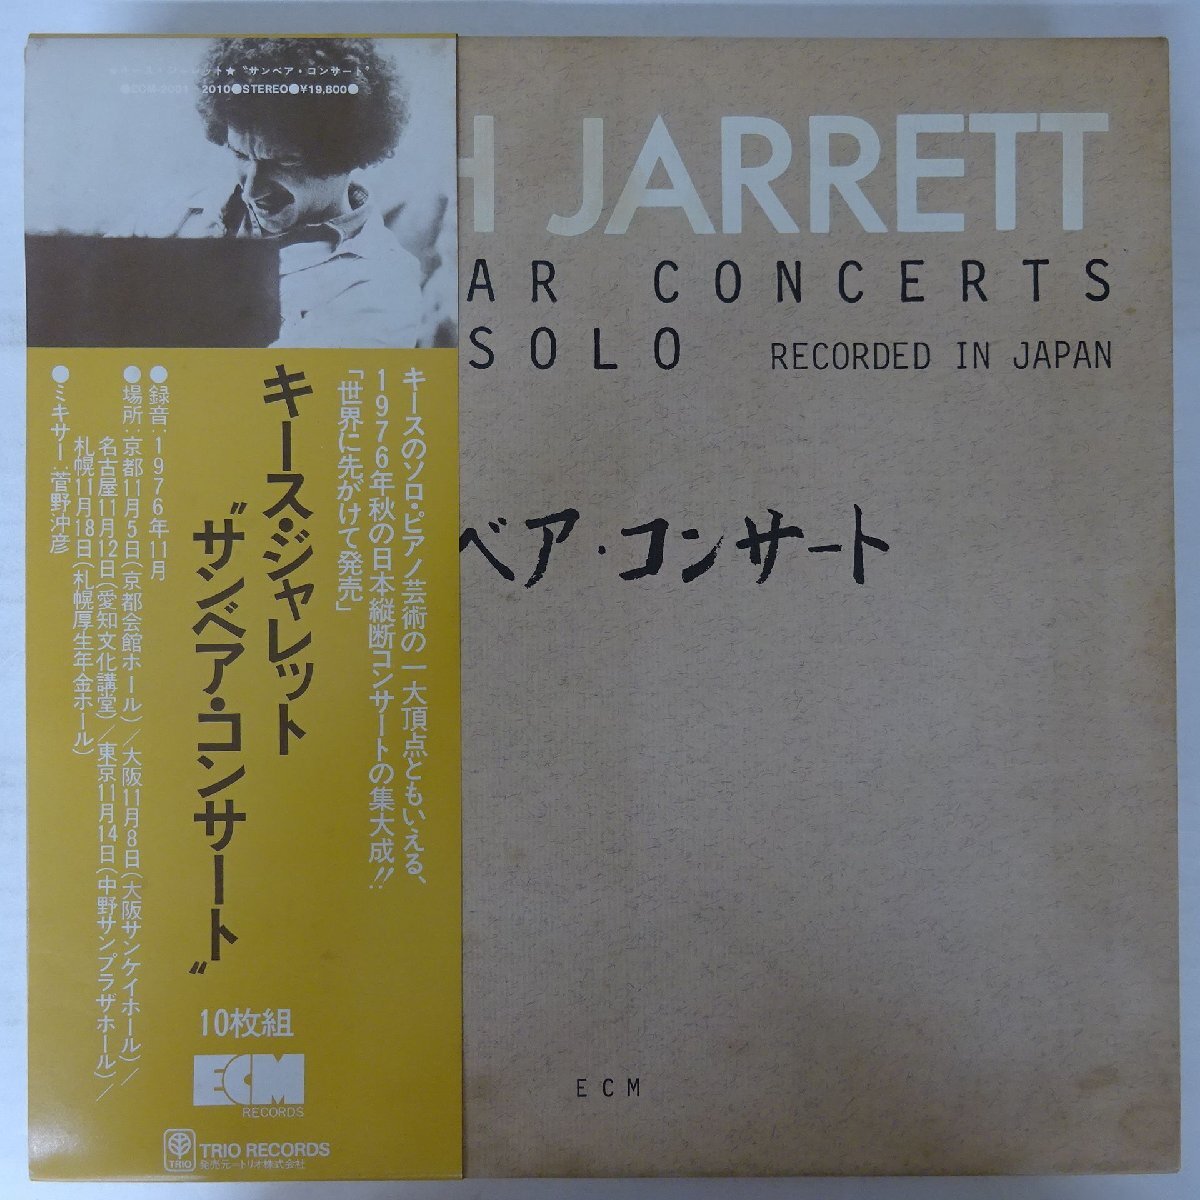 ★キース・ジャレット★“サンベア・コンサート”
●ECM-2001～2010●STEREO●¥19,800●
H JARRETT
AR CONCERTS
SOLO RECORDED IN JAPAN
ベア・コンサート
ECM
キースのソロ・ピアノ芸術の一大頂点ともいえる、
1976年秋の日本縦断コンサートの集大成!!
「世界に先がけて発売」
キース・ジャレット
“サンベア・コンサート”
●録音：1976年11月
●場所：京都11月5日(京都会館ホール)／大阪11月8日(大阪サンケイホール)／
名古屋11月12日(愛知文化講堂)／東京11月14日(中野サンプラザホール)／
札幌11月18日(札幌厚生年金ホール)
●ミキサー：菅野沖彦
10枚組
ECM
RECORDS
TRIO
TRIO RECORDS
発売元－トリオ株式会社